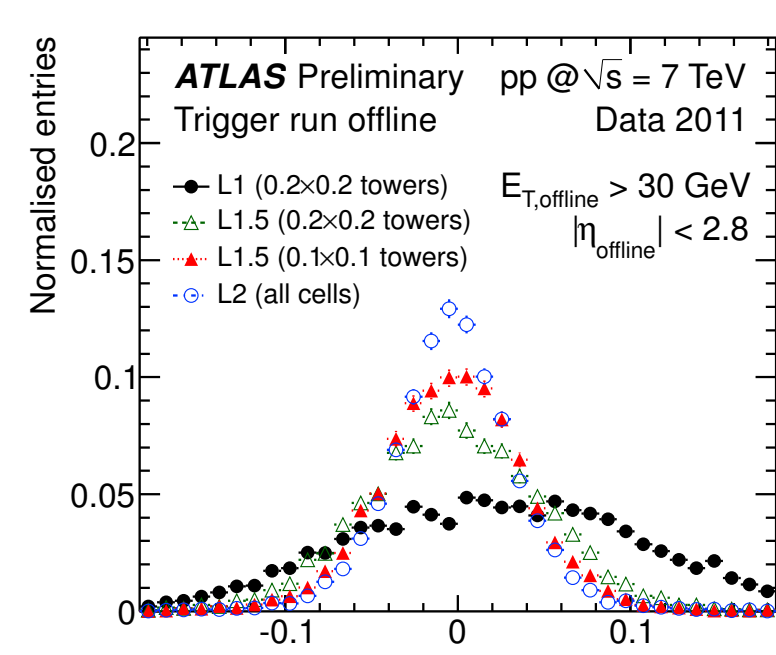 ATLAS Preliminary
pp @ √s = 7 TeV
Trigger run offline
Data 2011
E_T,offline > 30 GeV
|η_offline| < 2.8
L1 (0.2×0.2 towers)
L1.5 (0.2×0.2 towers)
L1.5 (0.1×0.1 towers)
L2 (all cells)
Normalised entries
0.2
0.15
0.1
0.05
0
-0.1
0
0.1